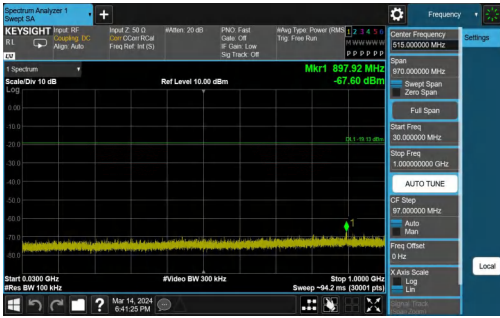 Spectrum Analyzer 1
Swept SA
+
Frequency
KEYSIGHT
RL
Input: RF
Coupling: DC
Align: Auto
Input Z: 50 Ω
Corr CCorr RCal
Freq Ref: Int (S)
#Atten: 20 dB
PNO: Fast
Gate: Off
IF Gain: Low
Sig Track: Off
#Avg Type: Power (RMS
Trig: Free Run
1 2 3 4 5 6
M W W W W W
P P P P P P
1 Spectrum
Scale/Div 10 dB
Log
Ref Level 10.00 dBm
Mkr1 897.92 MHz
-67.60 dBm
0.00
-10.0
-20.0
-30.0
-40.0
-50.0
-60.0
-70.0
-80.0
DL1 -19.13 dBm
1
Start 0.0300 GHz
#Res BW 100 kHz
#Video BW 300 kHz
Stop 1.0000 GHz
Sweep ~94.2 ms (30001 pts)
Mar 14, 2024
6:41:25 PM
?
Center Frequency
515.000000 MHz
Settings
Span
970.000000 MHz
Swept Span
Zero Span
Full Span
Start Freq
30.000000 MHz
Stop Freq
1.000000000 GHz
AUTO TUNE
CF Step
97.000000 MHz
Auto
Man
Freq Offset
0 Hz
X Axis Scale
Log
Lin
Local
Signal Track